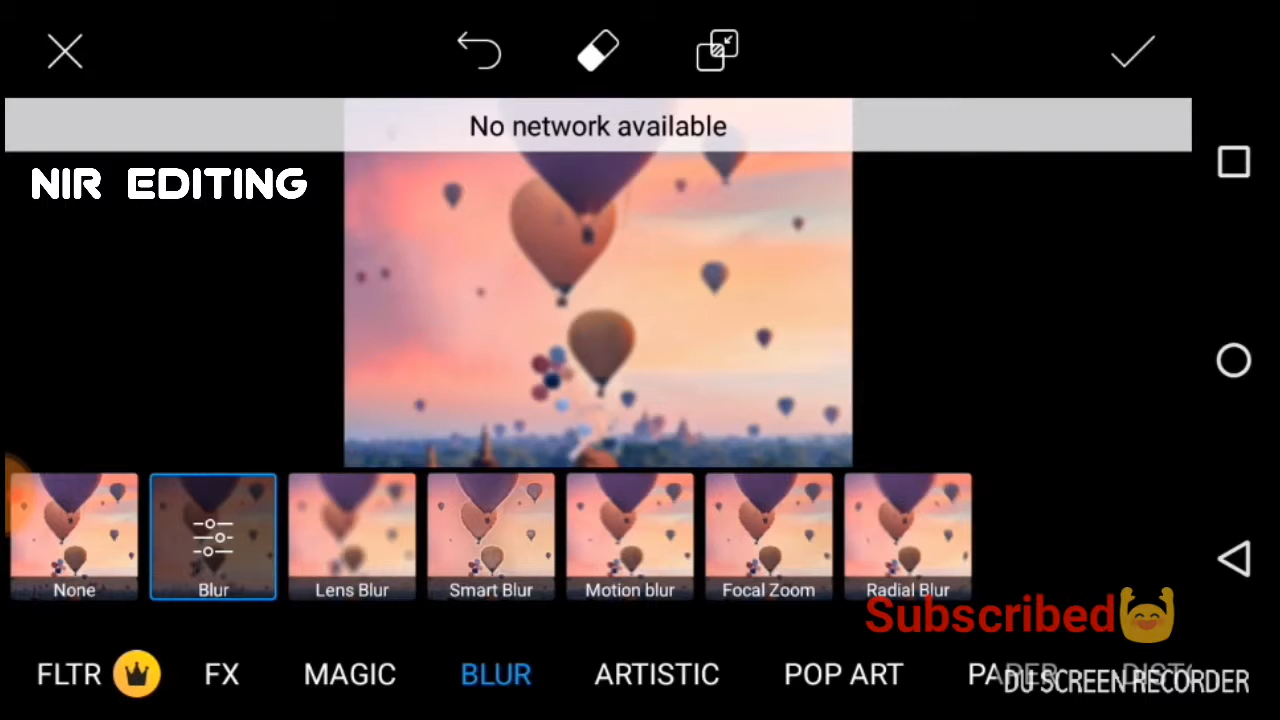 No network available
NIR EDITING
None Blur Lens Blur Smart Blur Motion blur Focal Zoom Radial Blur
Subscribed
FLTR FX MAGIC BLUR ARTISTIC POP ART PAPER
DU SCREEN RECORDER